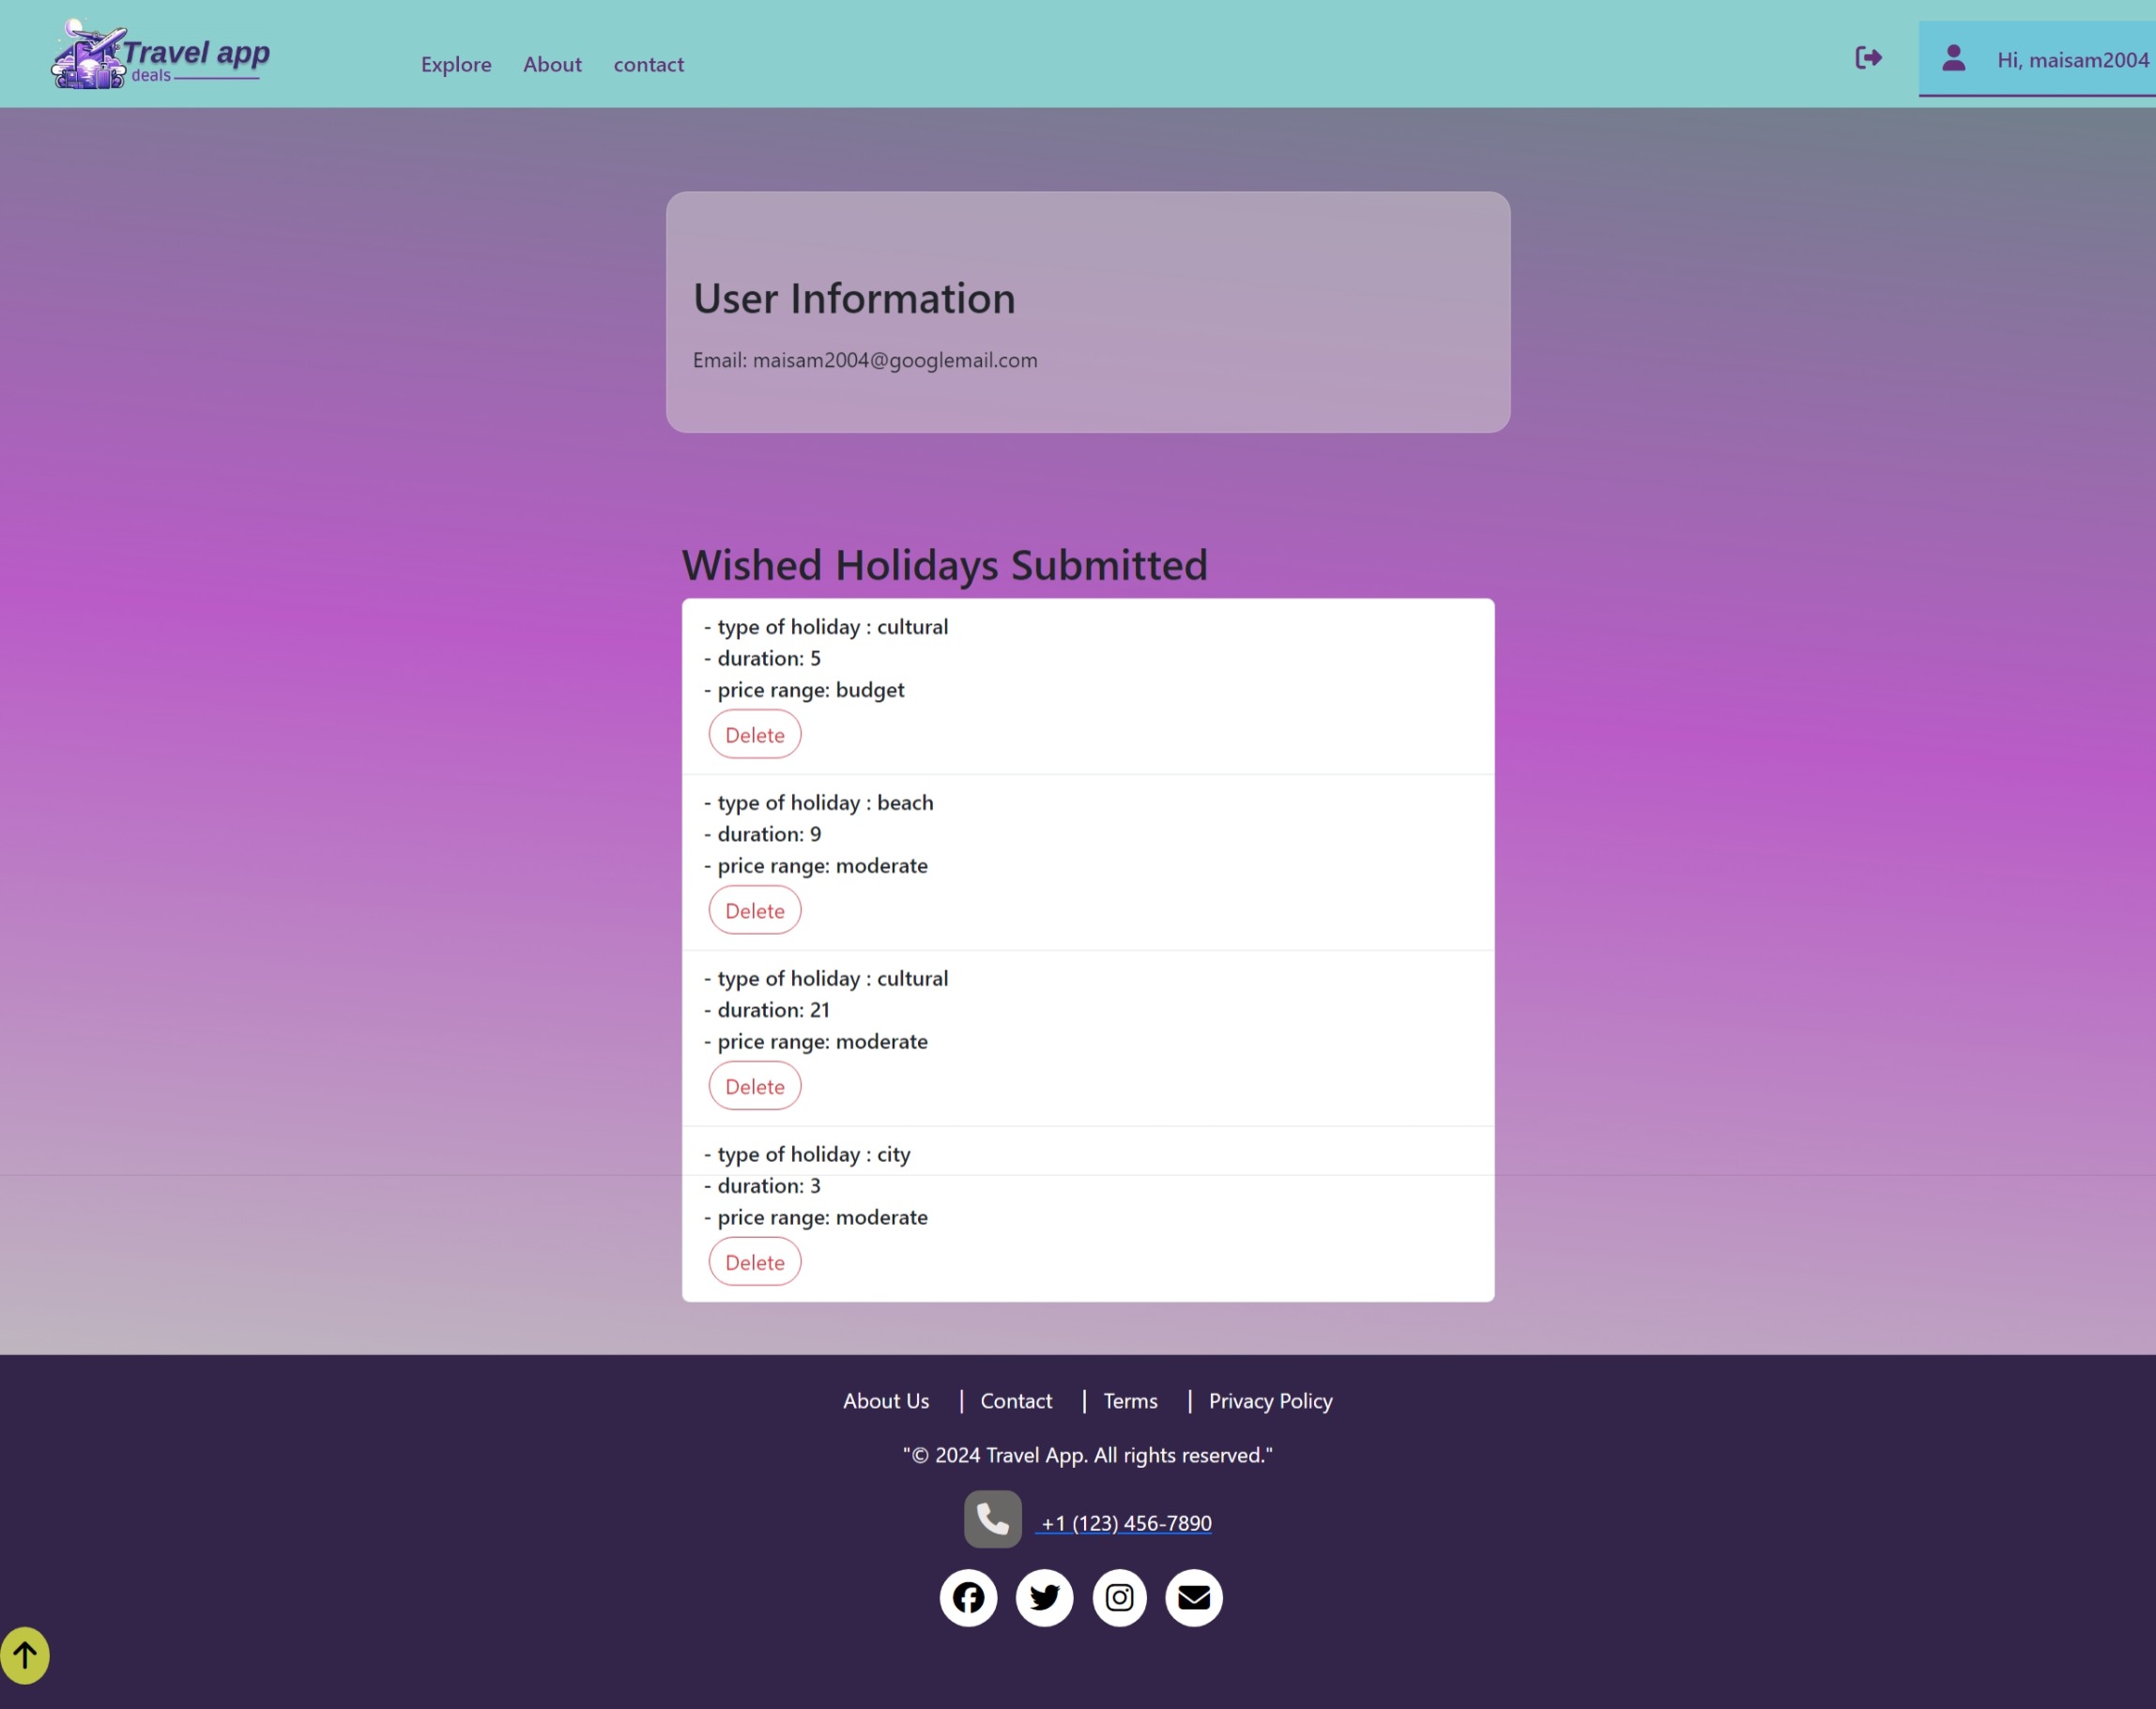 Travel app
deals
Explore
About
contact
Hi, maisam2004
User Information
Email: maisam2004@googlemail.com
Wished Holidays Submitted
- type of holiday : cultural
- duration: 5
- price range: budget
Delete
- type of holiday : beach
- duration: 9
- price range: moderate
Delete
- type of holiday : cultural
- duration: 21
- price range: moderate
Delete
- type of holiday : city
- duration: 3
- price range: moderate
Delete
About Us | Contact | Terms | Privacy Policy
"© 2024 Travel App. All rights reserved."
+1 (123) 456-7890